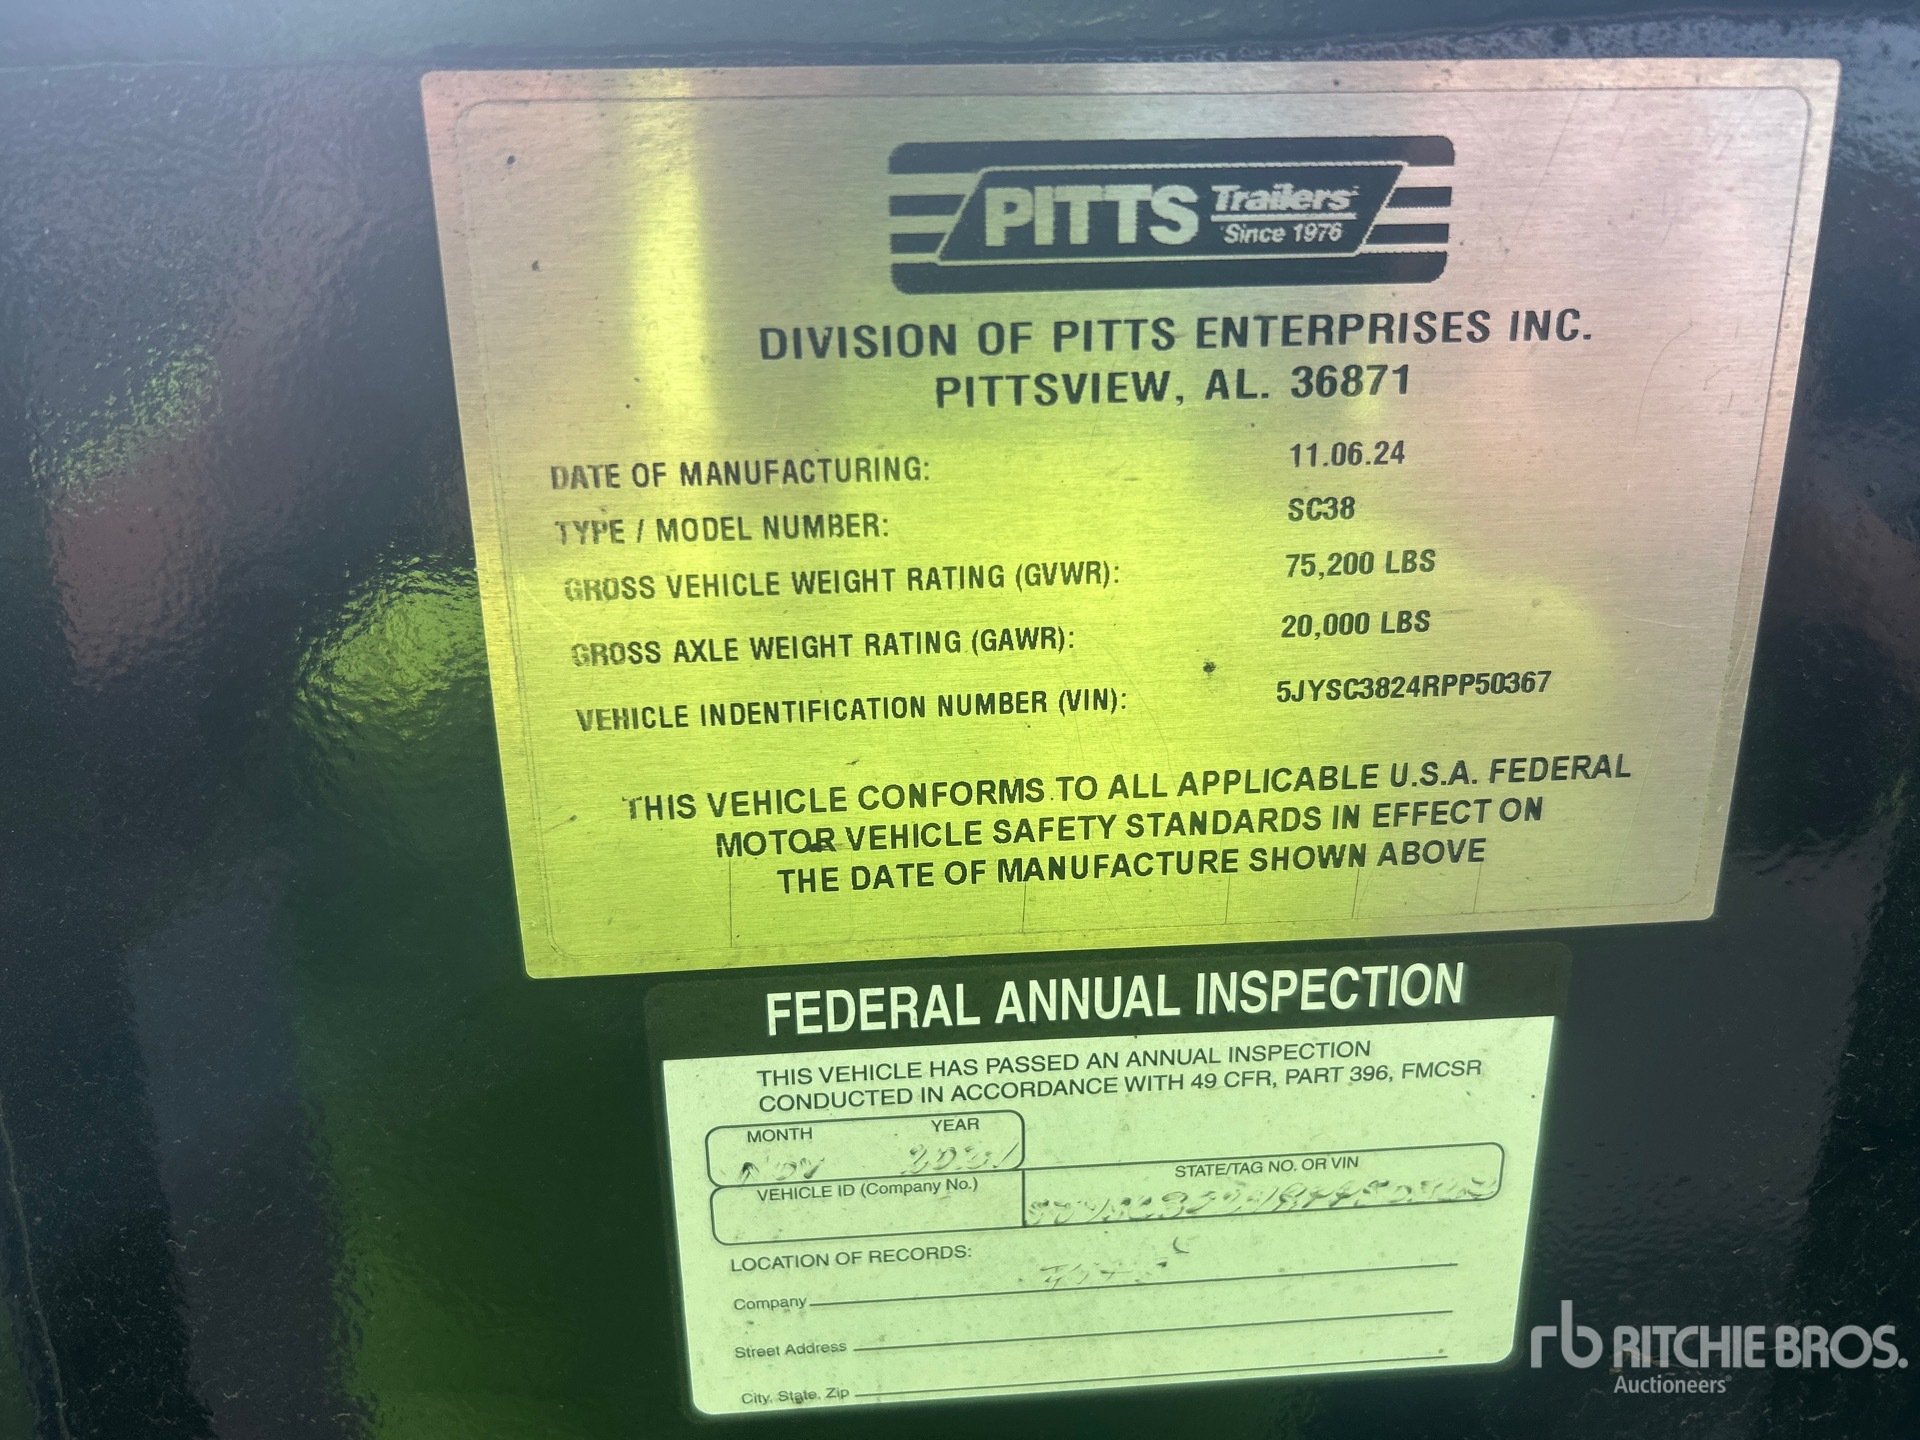 PITTS Trailers
Since 1976
DIVISION OF PITTS ENTERPRISES INC.
PITTSVIEW, AL. 36871
DATE OF MANUFACTURING: 11.06.24
TYPE / MODEL NUMBER: SC38
GROSS VEHICLE WEIGHT RATING (GVWR): 75,200 LBS
GROSS AXLE WEIGHT RATING (GAWR): 20,000 LBS
VEHICLE INDENTIFICATION NUMBER (VIN): 5JYSC3824RPP50367
THIS VEHICLE CONFORMS TO ALL APPLICABLE U.S.A. FEDERAL
MOTOR VEHICLE SAFETY STANDARDS IN EFFECT ON
THE DATE OF MANUFACTURE SHOWN ABOVE
FEDERAL ANNUAL INSPECTION
THIS VEHICLE HAS PASSED AN ANNUAL INSPECTION
CONDUCTED IN ACCORDANCE WITH 49 CFR, PART 396, FMCSR
MONTH YEAR
Nov
STATE/TAG NO. OR VIN
VEHICLE ID (Company No.)
LOCATION OF RECORDS:
Company
Street Address
City, State, Zip
rb RITCHIE BROS.
Auctioneers